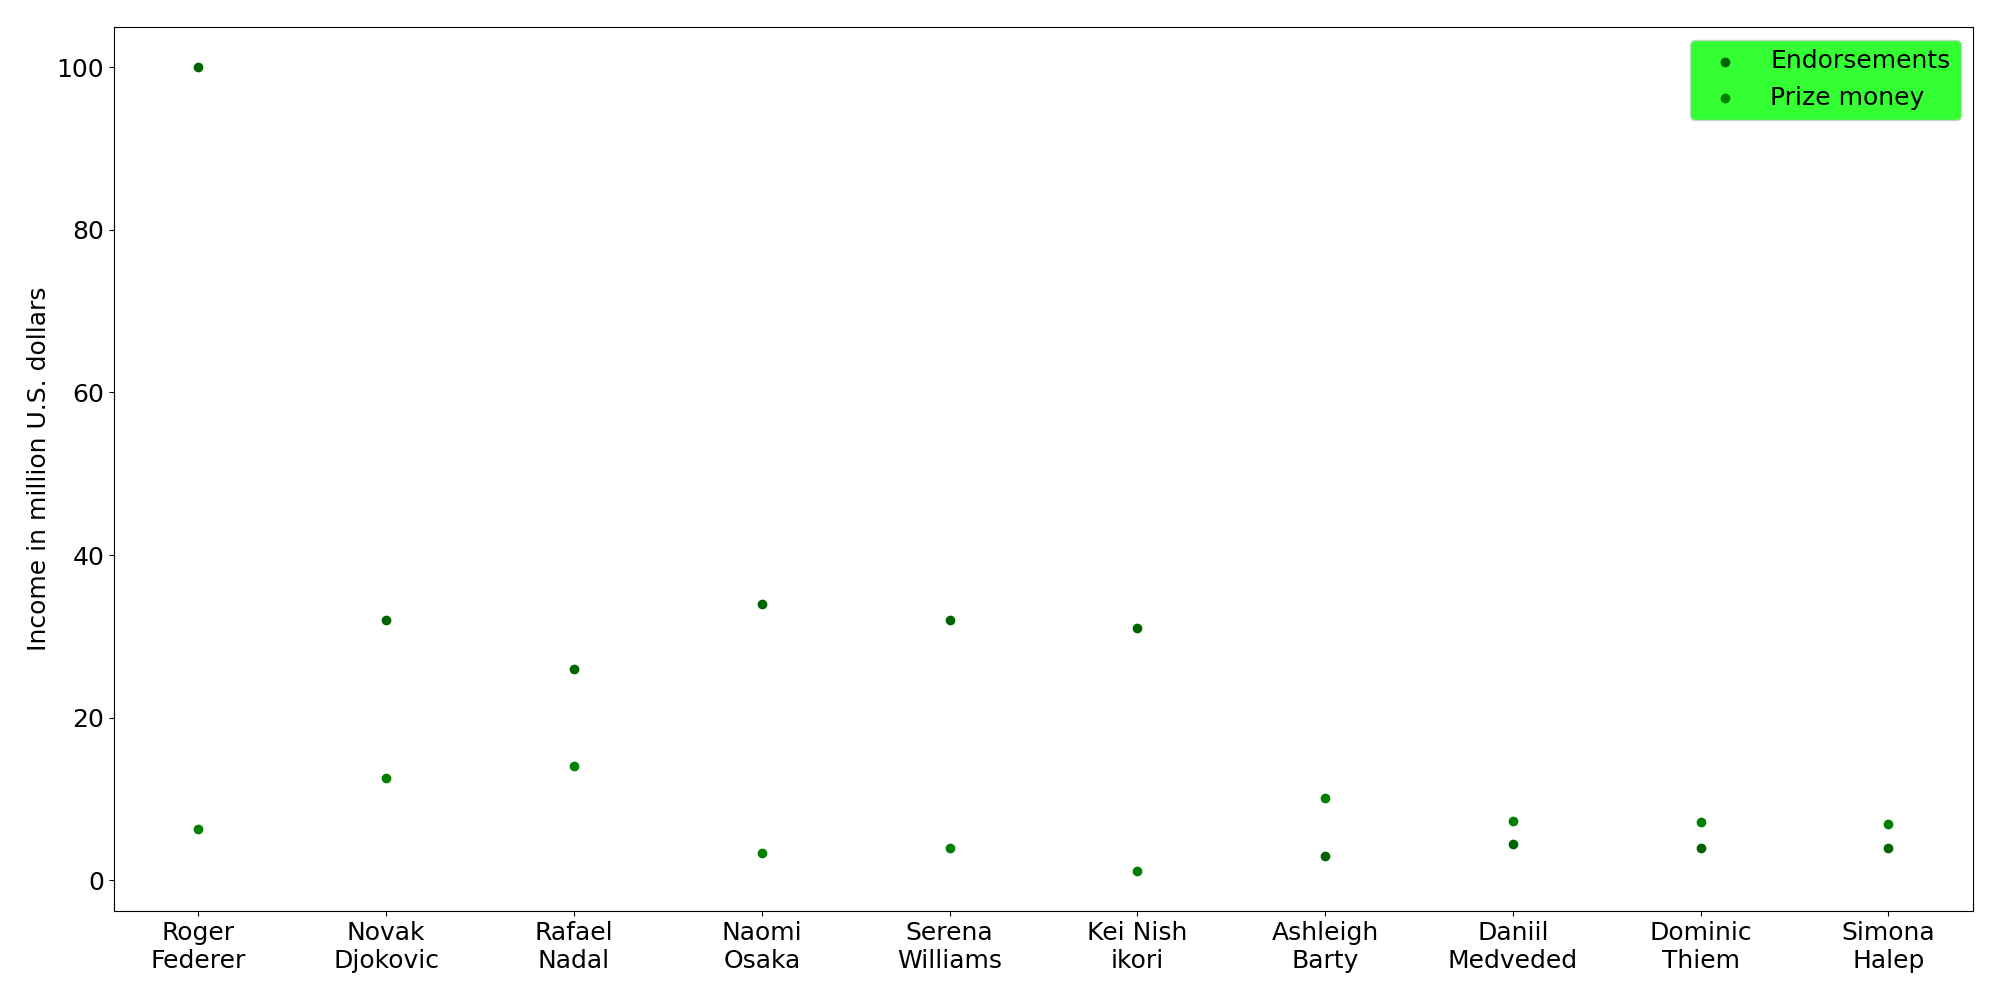 Endorsements
Prize money
Income in million U.S. dollars
100
80
60
40
20
0
Roger
Federer
Novak
Djokovic
Rafael
Nadal
Naomi
Osaka
Serena
Williams
Kei Nish
ikori
Ashleigh
Barty
Daniil
Medveded
Dominic
Thiem
Simona
Halep